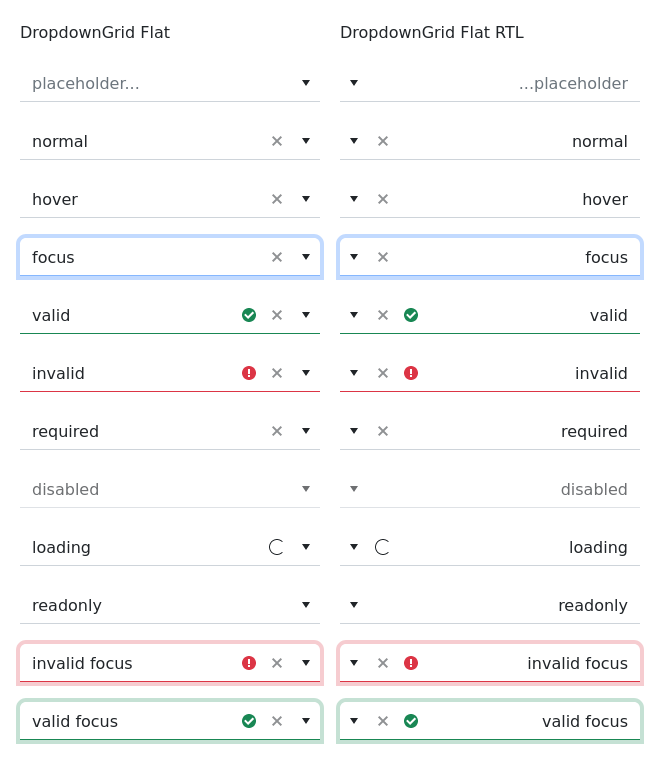 DropdownGrid Flat
DropdownGrid Flat RTL
placeholder...
...placeholder
normal
normal
hover
hover
focus
focus
valid
valid
invalid
invalid
required
required
disabled
disabled
loading
loading
readonly
readonly
invalid focus
invalid focus
valid focus
valid focus